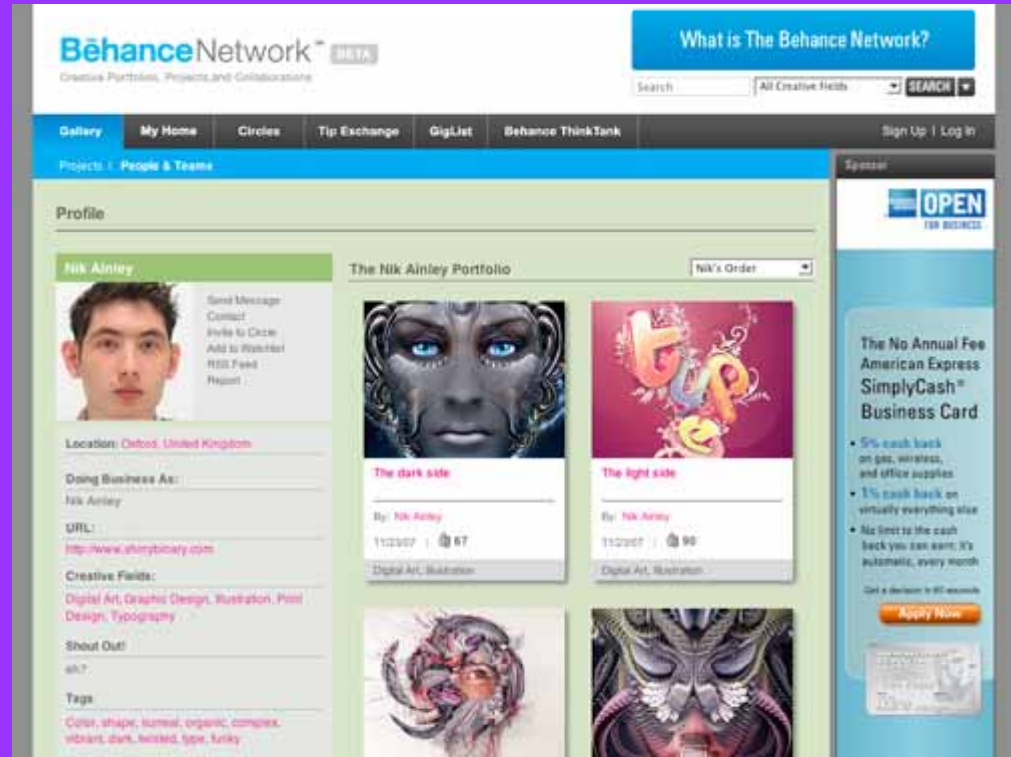 BēhanceNetwork™ BETA
Creative Portfolios, Projects, and Collaborations
What is The Behance Network?
Search
All Creative Fields
SEARCH
Gallery
My Home
Circles
Tip Exchange
GigList
Behance ThinkTank
Sign Up | Log In
Projects | People & Teams
Sponsor
Profile
Nik Ainley
Send Message
Contact
Invite to Circle
Add to Watchlist
RSS Feed
Report
Location: Oxford, United Kingdom
Doing Business As:
Nik Ainley
URL:
http://www.shinybinary.com
Creative Fields:
Digital Art, Graphic Design, Illustration, Print
Design, Typography
Shout Out!
eh?
Tags
Color, shape, surreal, organic, complex,
vibrant, dark, twisted, type, funky
The Nik Ainley Portfolio
Nik's Order
The dark side
By: Nik Ainley
11/23/07 | 67
Digital Art, Illustration
type
The light side
By: Nik Ainley
11/23/07 | 90
Digital Art, Illustration
OPEN
FOR BUSINESS
The No Annual Fee
American Express
SimplyCash®
Business Card
• 5% cash back
on gas, wireless,
and office supplies
• 1% cash back on
virtually everything else
• No limit to the cash
back you can earn; it's
automatic, every month
Get a decision in 60 seconds
Apply Now